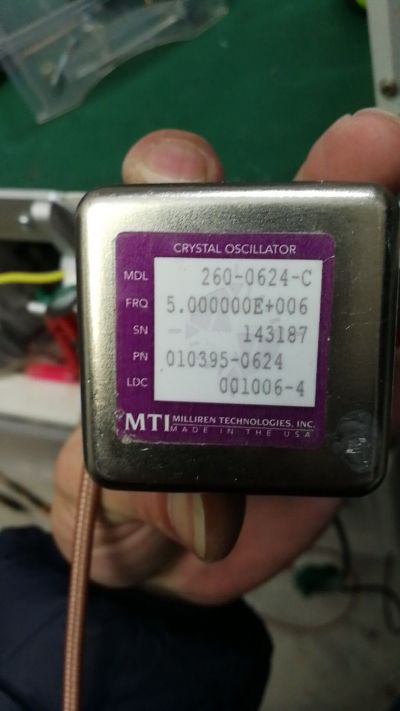 CRYSTAL OSCILLATOR
MDL 260-0624-C
FRQ 5.000000E+006
SN - 143187
PN 010395-0624
LDC 001006-4
MTI MILLIREN TECHNOLOGIES, INC.
MADE IN THE USA